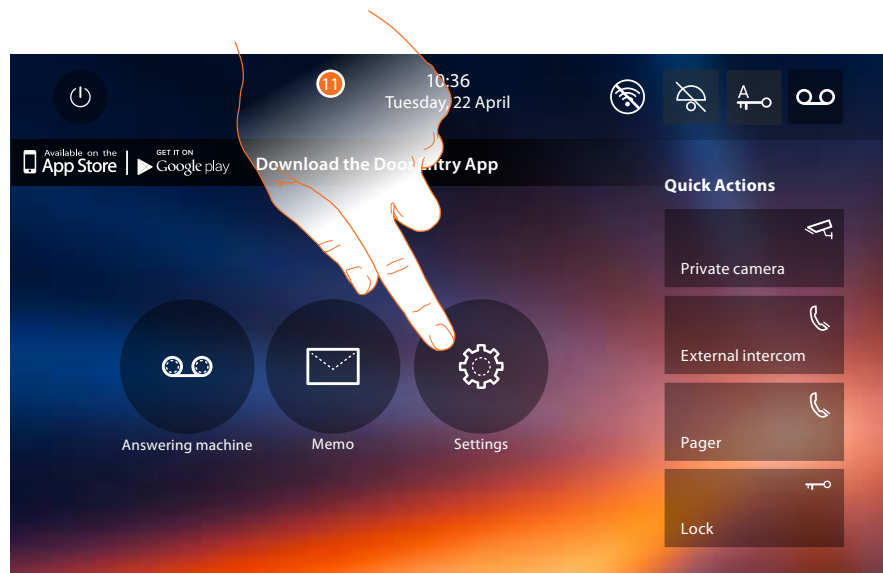 11
10:36
Tuesday, 22 April
A
Available on the
App Store
GET IT ON
Google play
Download the Door Entry App
Quick Actions
Private camera
External intercom
Pager
Lock
Answering machine
Memo
Settings